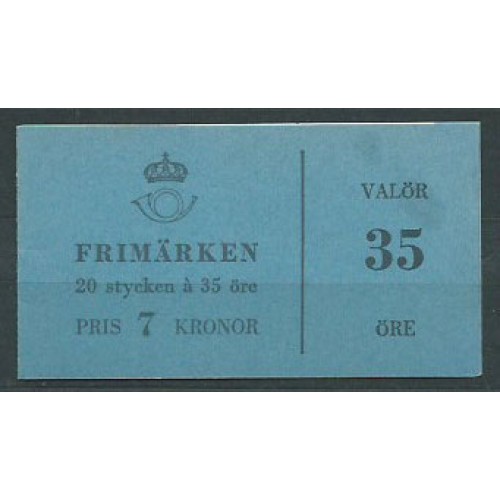 FRIMÄRKEN
20 stycken à 35 öre
PRIS 7 KRONOR
VALÖR
35
ÖRE